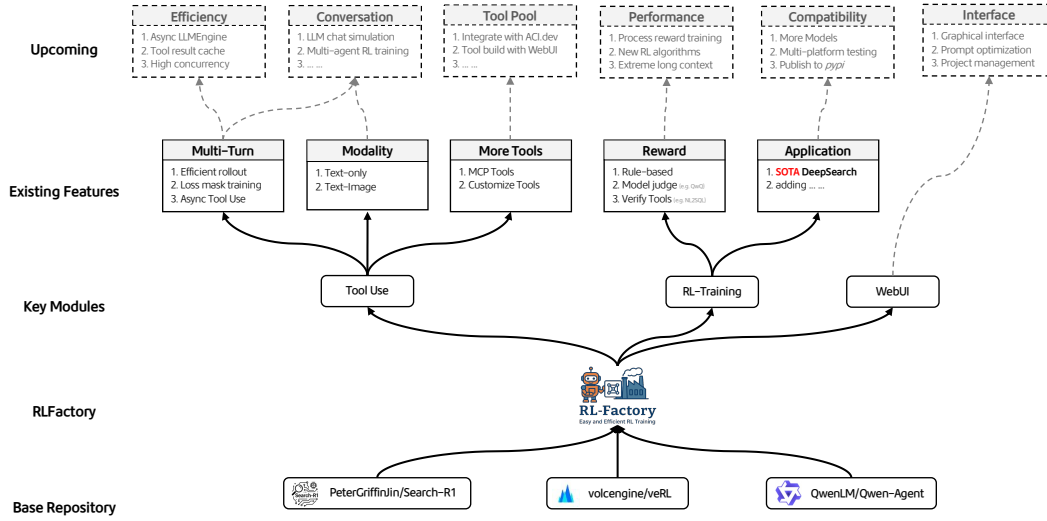 Upcoming
Efficiency
1. Async LLMEngine
2. Tool result cache
3. High concurrency
Conversation
1. LLM chat simulation
2. Multi-agent RL training
3. ... ...
Tool Pool
1. Integrate with ACI.dev
2. Tool build with WebUI
3. ... ...
Performance
1. Process reward training
2. New RL algorithms
3. Extreme long context
Compatibility
1. More Models
2. Multi-platform testing
3. Publish to pypi
Interface
1. Graphical interface
2. Prompt optimization
3. Project management
Existing Features
Multi-Turn
1. Efficient rollout
2. Loss mask training
3. Async Tool Use
Modality
1. Text-only
2. Text-Image
More Tools
1. MCP Tools
2. Customize Tools
Reward
1. Rule-based
2. Model judge (e.g. QwQ)
3. Verify Tools (e.g. NL2SQL)
Application
1. SOTA DeepSearch
2. adding ... ...
Key Modules
Tool Use
RL-Training
WebUI
RLFactory
RL-Factory
Easy and Efficient RL Training
Base Repository
Search-R1
PeterGriffinJin/Search-R1
volcengine/veRL
QwenLM/Qwen-Agent